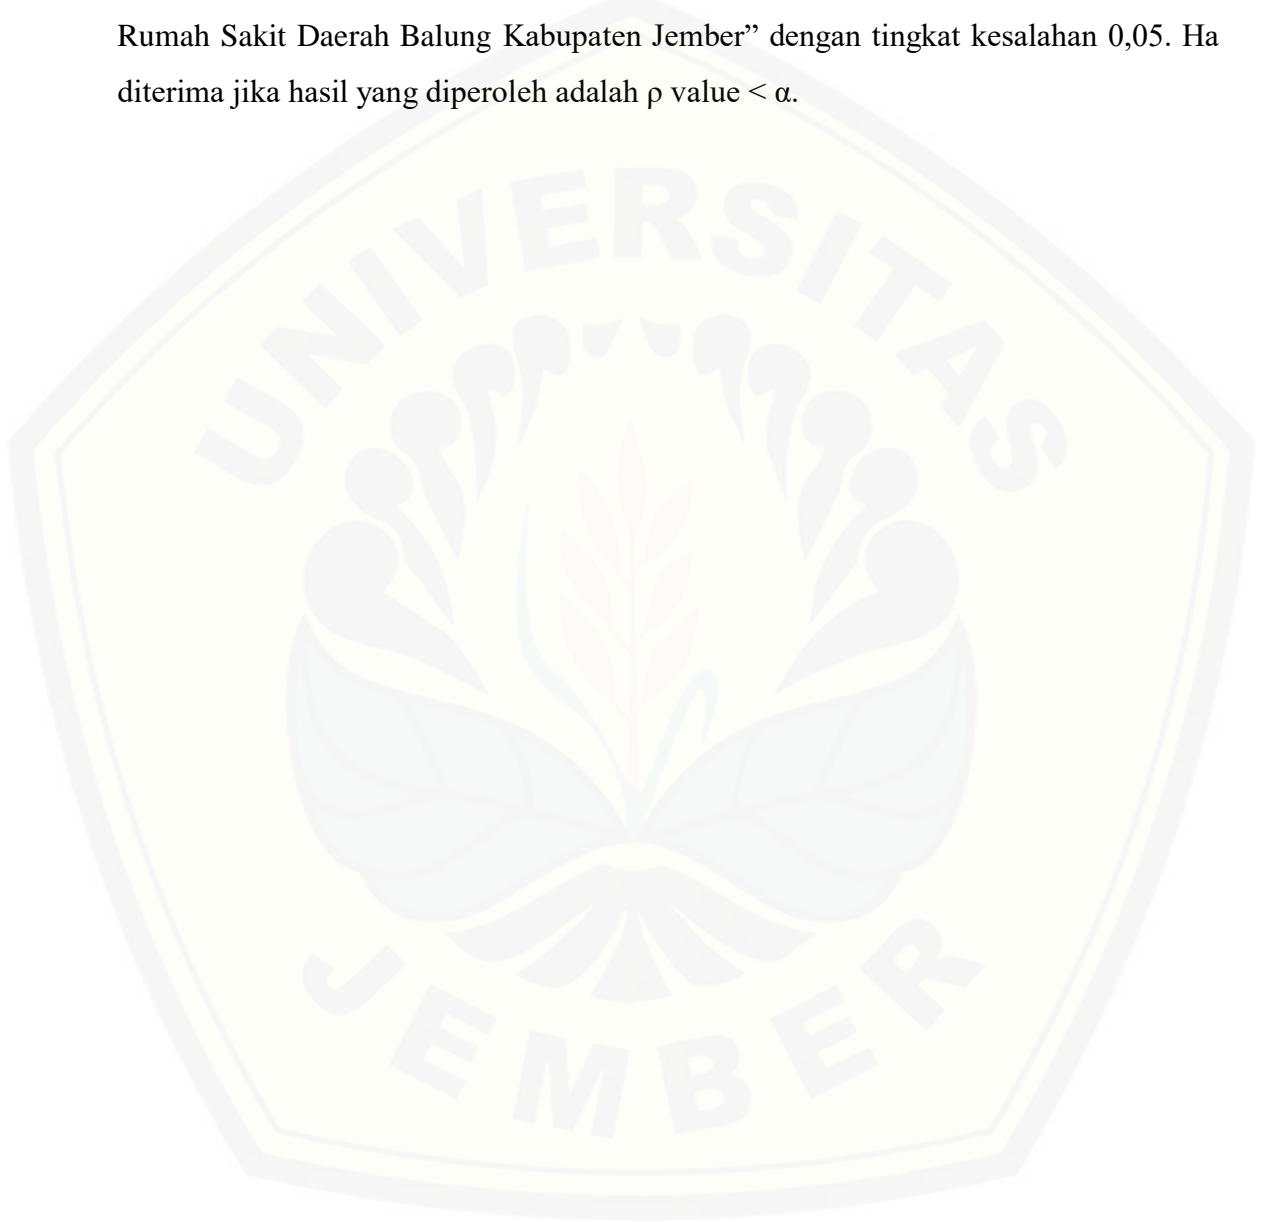 Rumah Sakit Daerah Balung Kabupaten Jember” dengan tingkat kesalahan 0,05. Ha
diterima jika hasil yang diperoleh adalah ρ value < α.
UNIVERSITAS
JEMBER